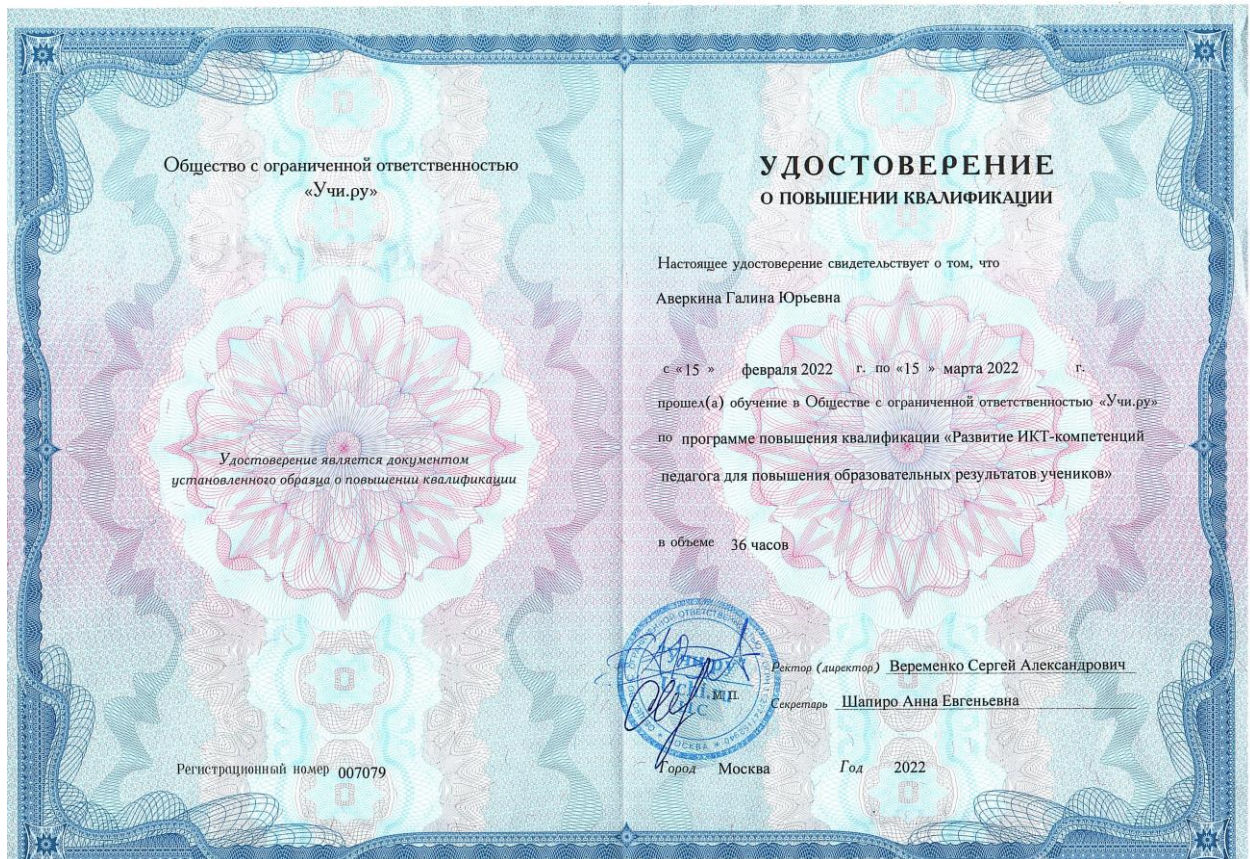 Общество с ограниченной ответственностью
«Учи.ру»
Удостоверение является документом
установленного образца о повышении квалификации
Регистрационный номер 007079
УДОСТОВЕРЕНИЕ
О ПОВЫШЕНИИ КВАЛИФИКАЦИИ
Настоящее удостоверение свидетельствует о том, что
Аверкина Галина Юрьевна
с «15 » февраля 2022 г. по «15 » марта 2022 г.
прошел(а) обучение в Обществе с ограниченной ответственностью «Учи.ру»
по программе повышения квалификации «Развитие ИКТ-компетенций
педагога для повышения образовательных результатов учеников»
в объеме 36 часов
Ректор (директор) Веременко Сергей Александрович
М.П.
Секретарь Шапиро Анна Евгеньевна
МОСКВА
Город Москва Год 2022